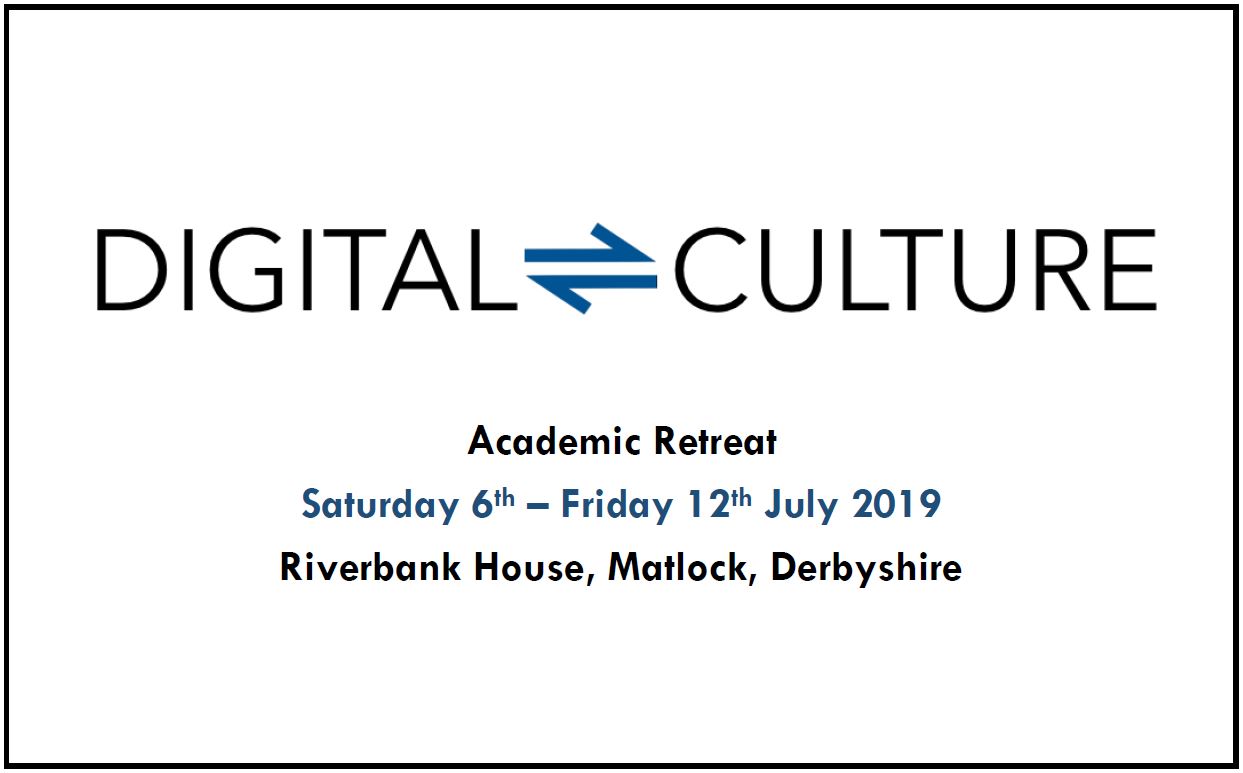 DIGITAL ⇌ CULTURE
Academic Retreat
Saturday 6th – Friday 12th July 2019
Riverbank House, Matlock, Derbyshire